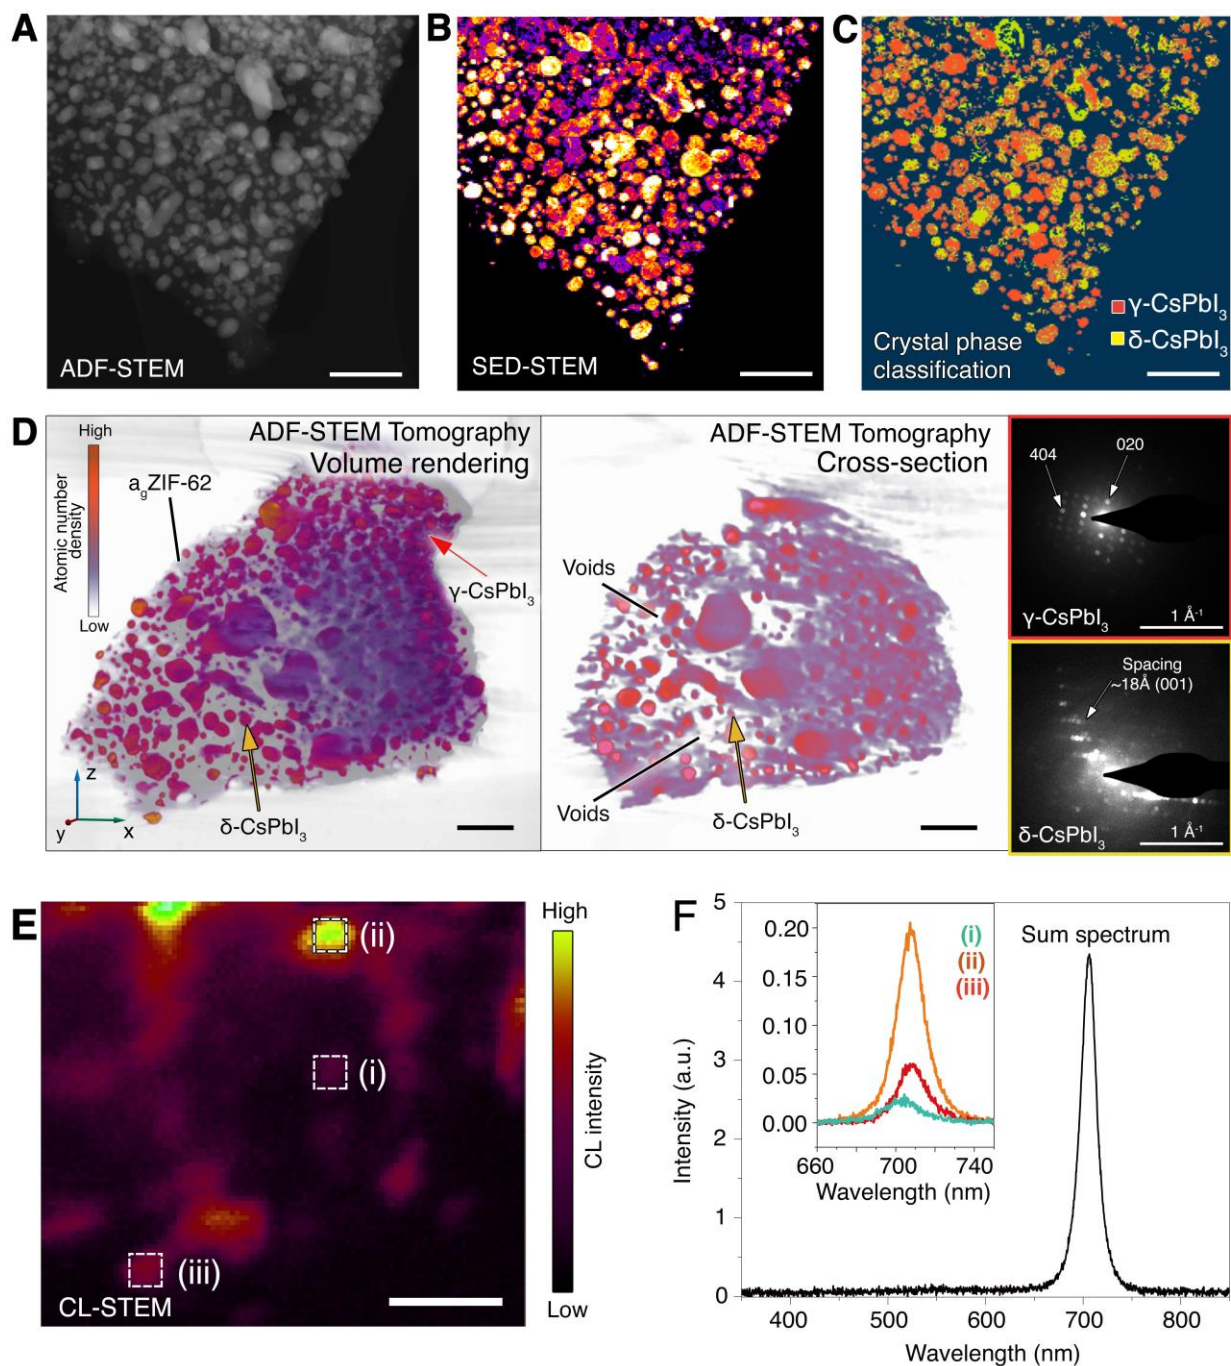 A
ADF-STEM
B
SED-STEM
C
γ-CsPbI₃
δ-CsPbI₃
Crystal phase
classification
D
High
Atomic number
density
Low
a_gZIF-62
ADF-STEM Tomography
Volume rendering
γ-CsPbI₃
δ-CsPbI₃
z
y
x
ADF-STEM Tomography
Cross-section
Voids
Voids
δ-CsPbI₃
404
020
γ-CsPbI₃
1 Å⁻¹
Spacing
~18Å (001)
δ-CsPbI₃
1 Å⁻¹
E
(ii)
(i)
(iii)
CL-STEM
High
CL intensity
Low
F
Sum spectrum
Intensity (a.u.)
5
4
3
2
1
0
400
500
600
700
800
Wavelength (nm)
0.20
0.15
0.10
0.05
0.00
(i)
(ii)
(iii)
660
700
740
Wavelength (nm)